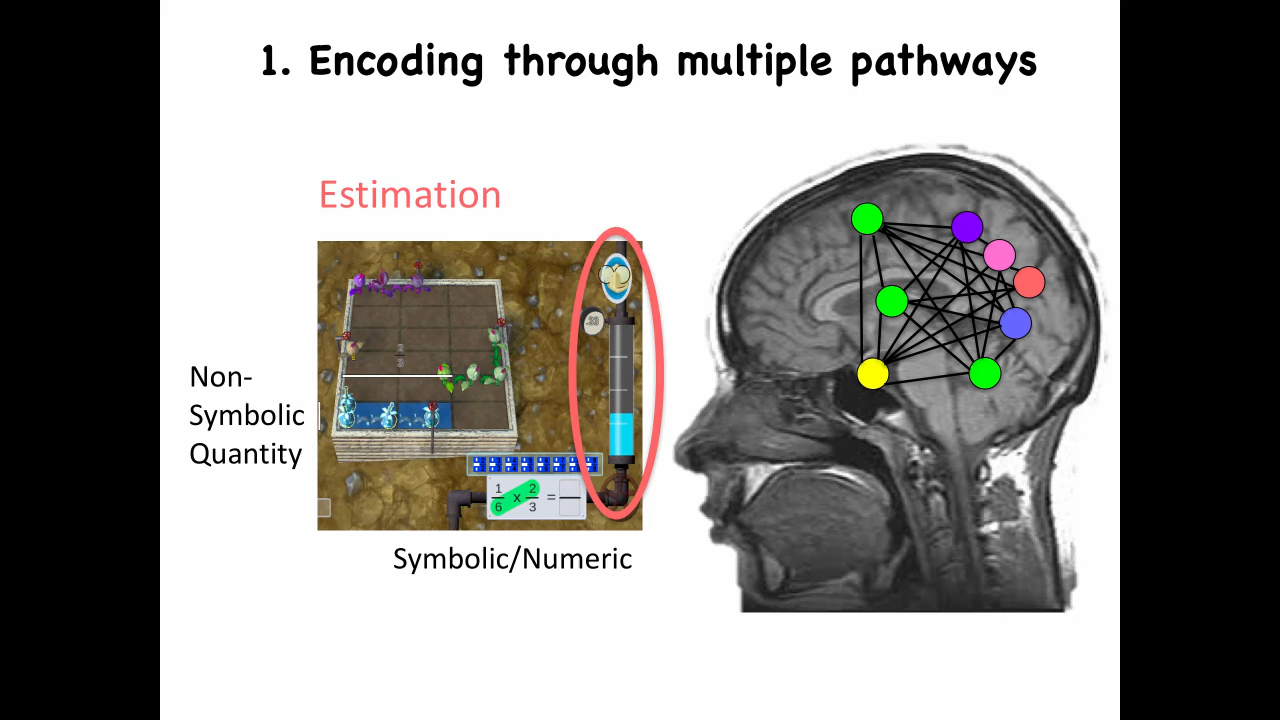 1. Encoding through multiple pathways
Estimation
Non-
Symbolic
Quantity
1/6 x 2/3 =
Symbolic/Numeric